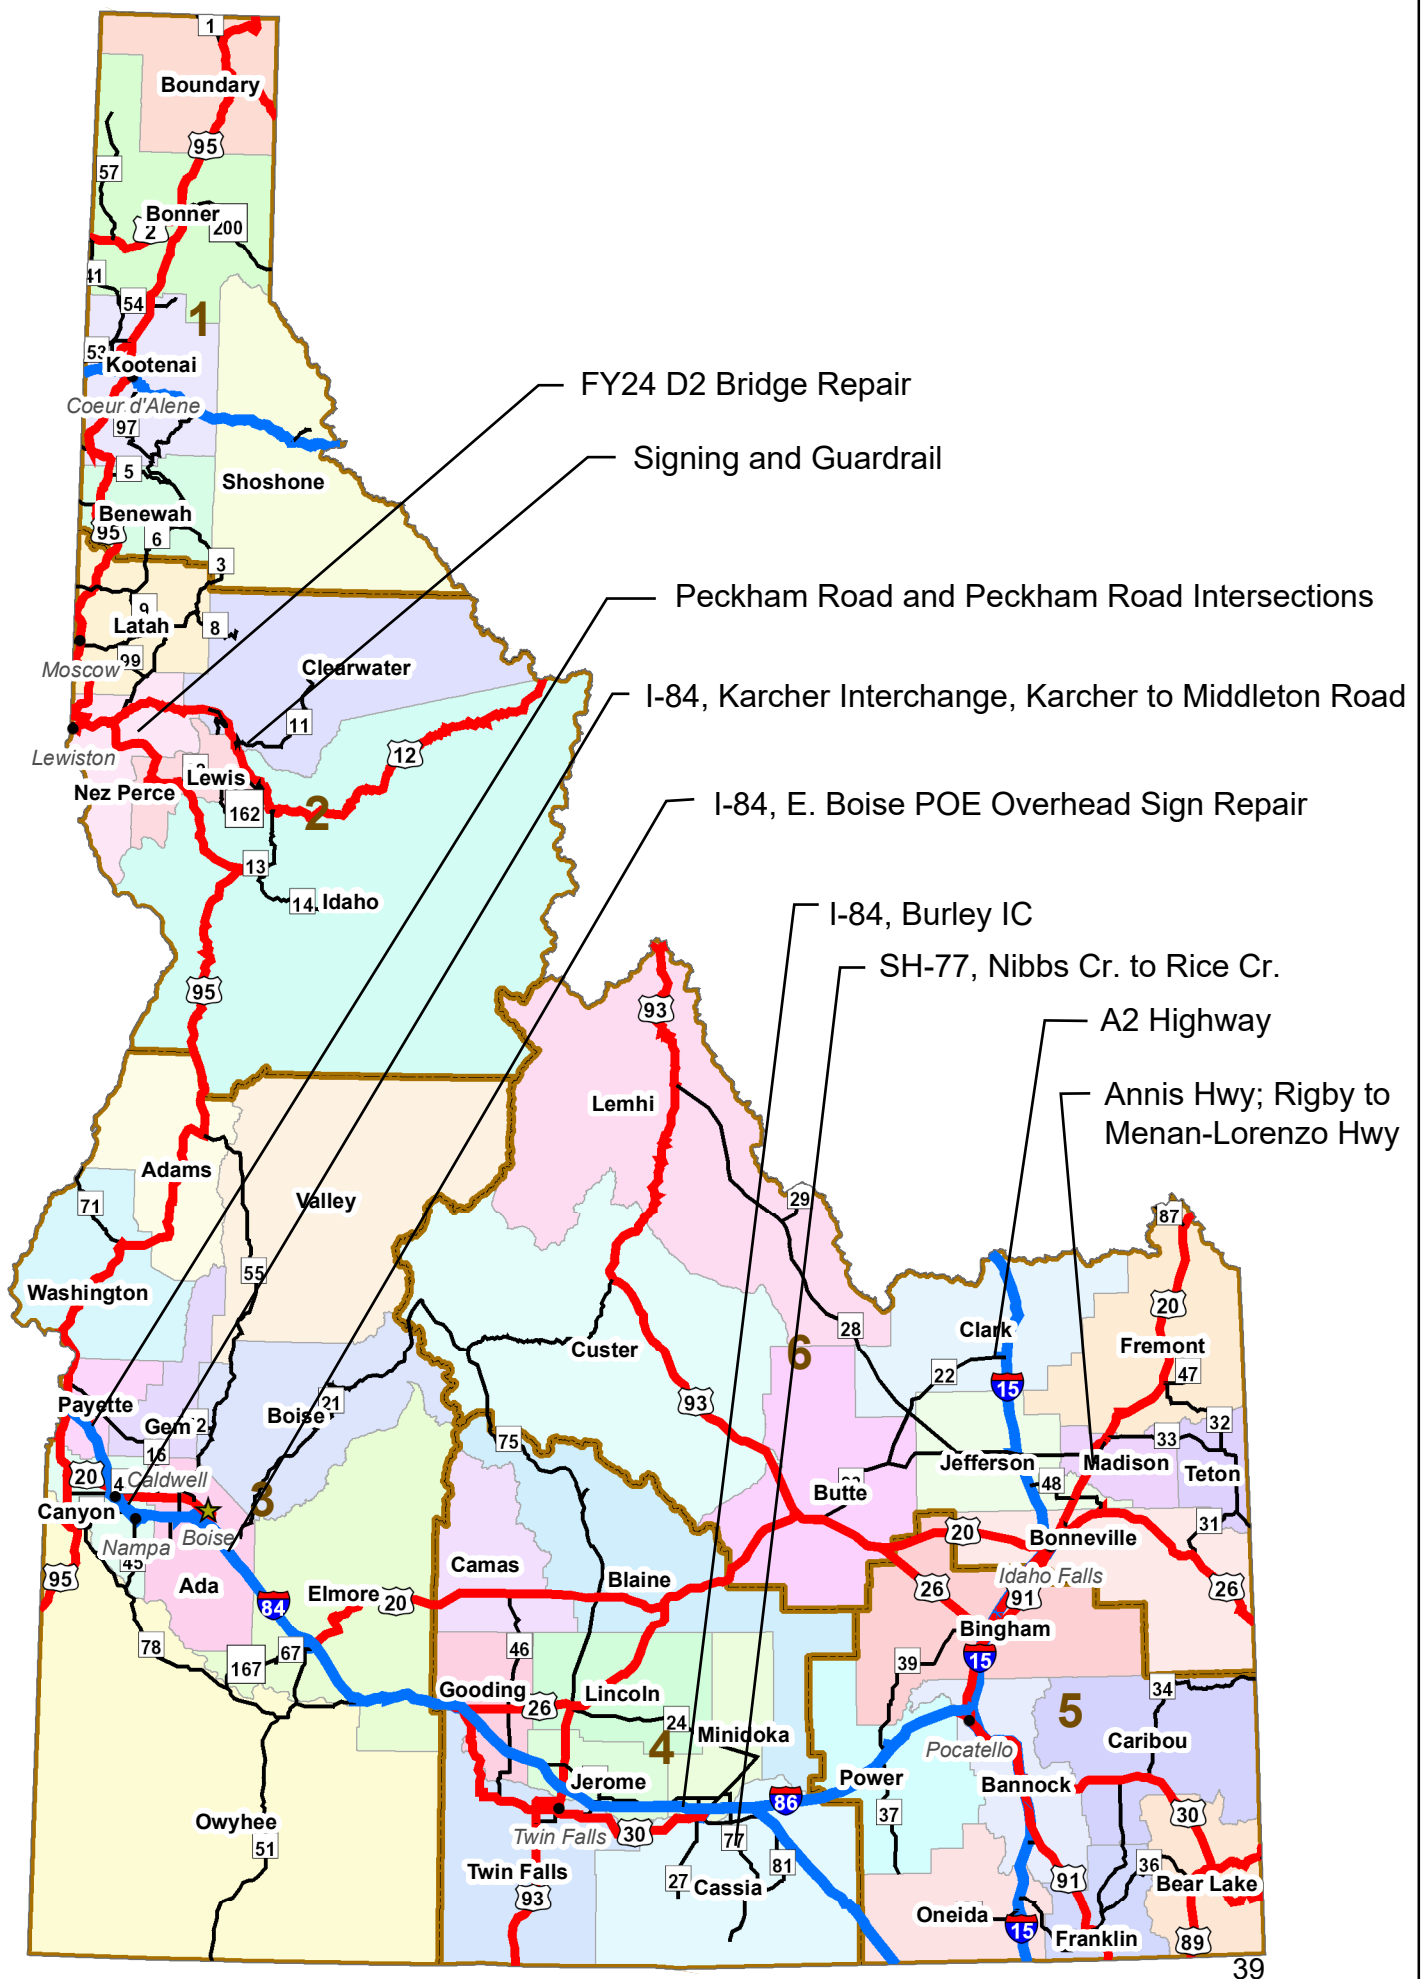 1
Boundary
95
57
Bonner
2
200
41
54
1
53
Kootenai
FY24 D2 Bridge Repair
Coeur d'Alene
97
Signing and Guardrail
5
Shoshone
Benewah
95
6
3
Peckham Road and Peckham Road Intersections
9
Latah
8
99
Moscow
Clearwater
I-84, Karcher Interchange, Karcher to Middleton Road
11
12
Lewiston
Lewis
Nez Perce
162
2
I-84, E. Boise POE Overhead Sign Repair
13
14
Idaho
I-84, Burley IC
SH-77, Nibbs Cr. to Rice Cr.
95
93
A2 Highway
Lemhi
Annis Hwy; Rigby to
Menan-Lorenzo Hwy
Adams
71
Valley
29
87
55
Washington
20
28
Clark
Custer
6
Fremont
22
47
15
Payette
21
93
Boise
32
Gem
75
33
16
Jefferson
Madison
20
4
Caldwell
Teton
48
Butte
3
Canyon
31
20
Boise
Nampa
Bonneville
45
Camas
Idaho Falls
95
Ada
Elmore
20
Blaine
26
91
26
84
Bingham
78
46
67
15
39
167
34
Gooding
Lincoln
26
5
24
Minidoka
4
Pocatello
Caribou
Jerome
Power
Bannock
86
37
30
Owyhee
Twin Falls
30
77
51
81
36
Twin Falls
27
Cassia
91
Bear Lake
93
Oneida
15
Franklin
89
39